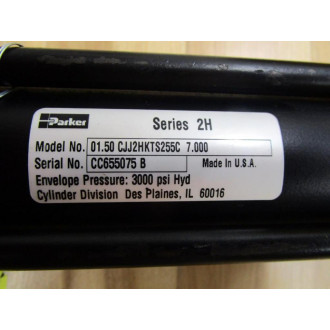 Parker Series 2H
Model No. 01.50 CJJ2HKTS255C 7.000
Serial No. CC655075 B Made In U.S.A.
Envelope Pressure: 3000 psi Hyd
Cylinder Division Des Plaines, IL 60016